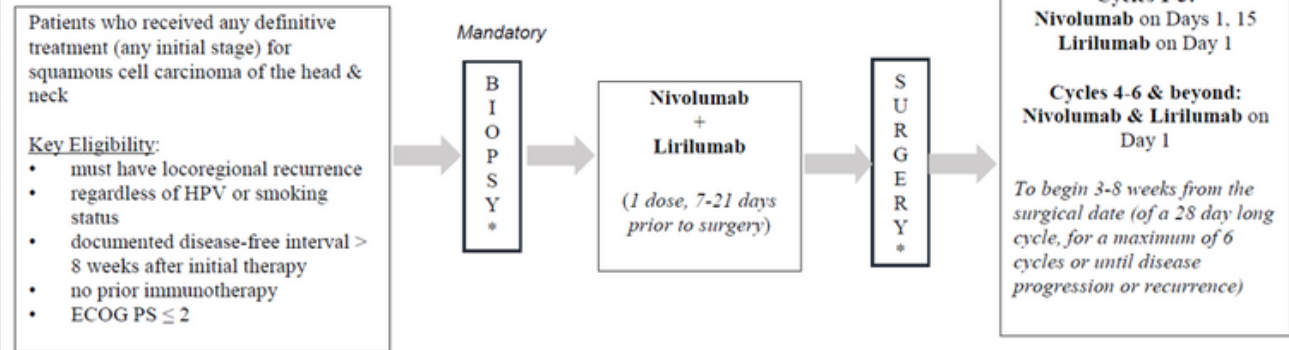 Patients who received any definitive
treatment (any initial stage) for
squamous cell carcinoma of the head &
neck
Key Eligibility:
• must have locoregional recurrence
• regardless of HPV or smoking
status
• documented disease-free interval >
8 weeks after initial therapy
• no prior immunotherapy
• ECOG PS ≤ 2
Mandatory
B
I
O
P
S
Y
*
Nivolumab
+
Lirilumab
(1 dose, 7-21 days
prior to surgery)
S
U
R
G
E
R
Y
*
Nivolumab on Days 1, 15
Lirilumab on Day 1
Cycles 4-6 & beyond:
Nivolumab & Lirilumab on
Day 1
To begin 3-8 weeks from the
surgical date (of a 28 day long
cycle, for a maximum of 6
cycles or until disease
progression or recurrence)